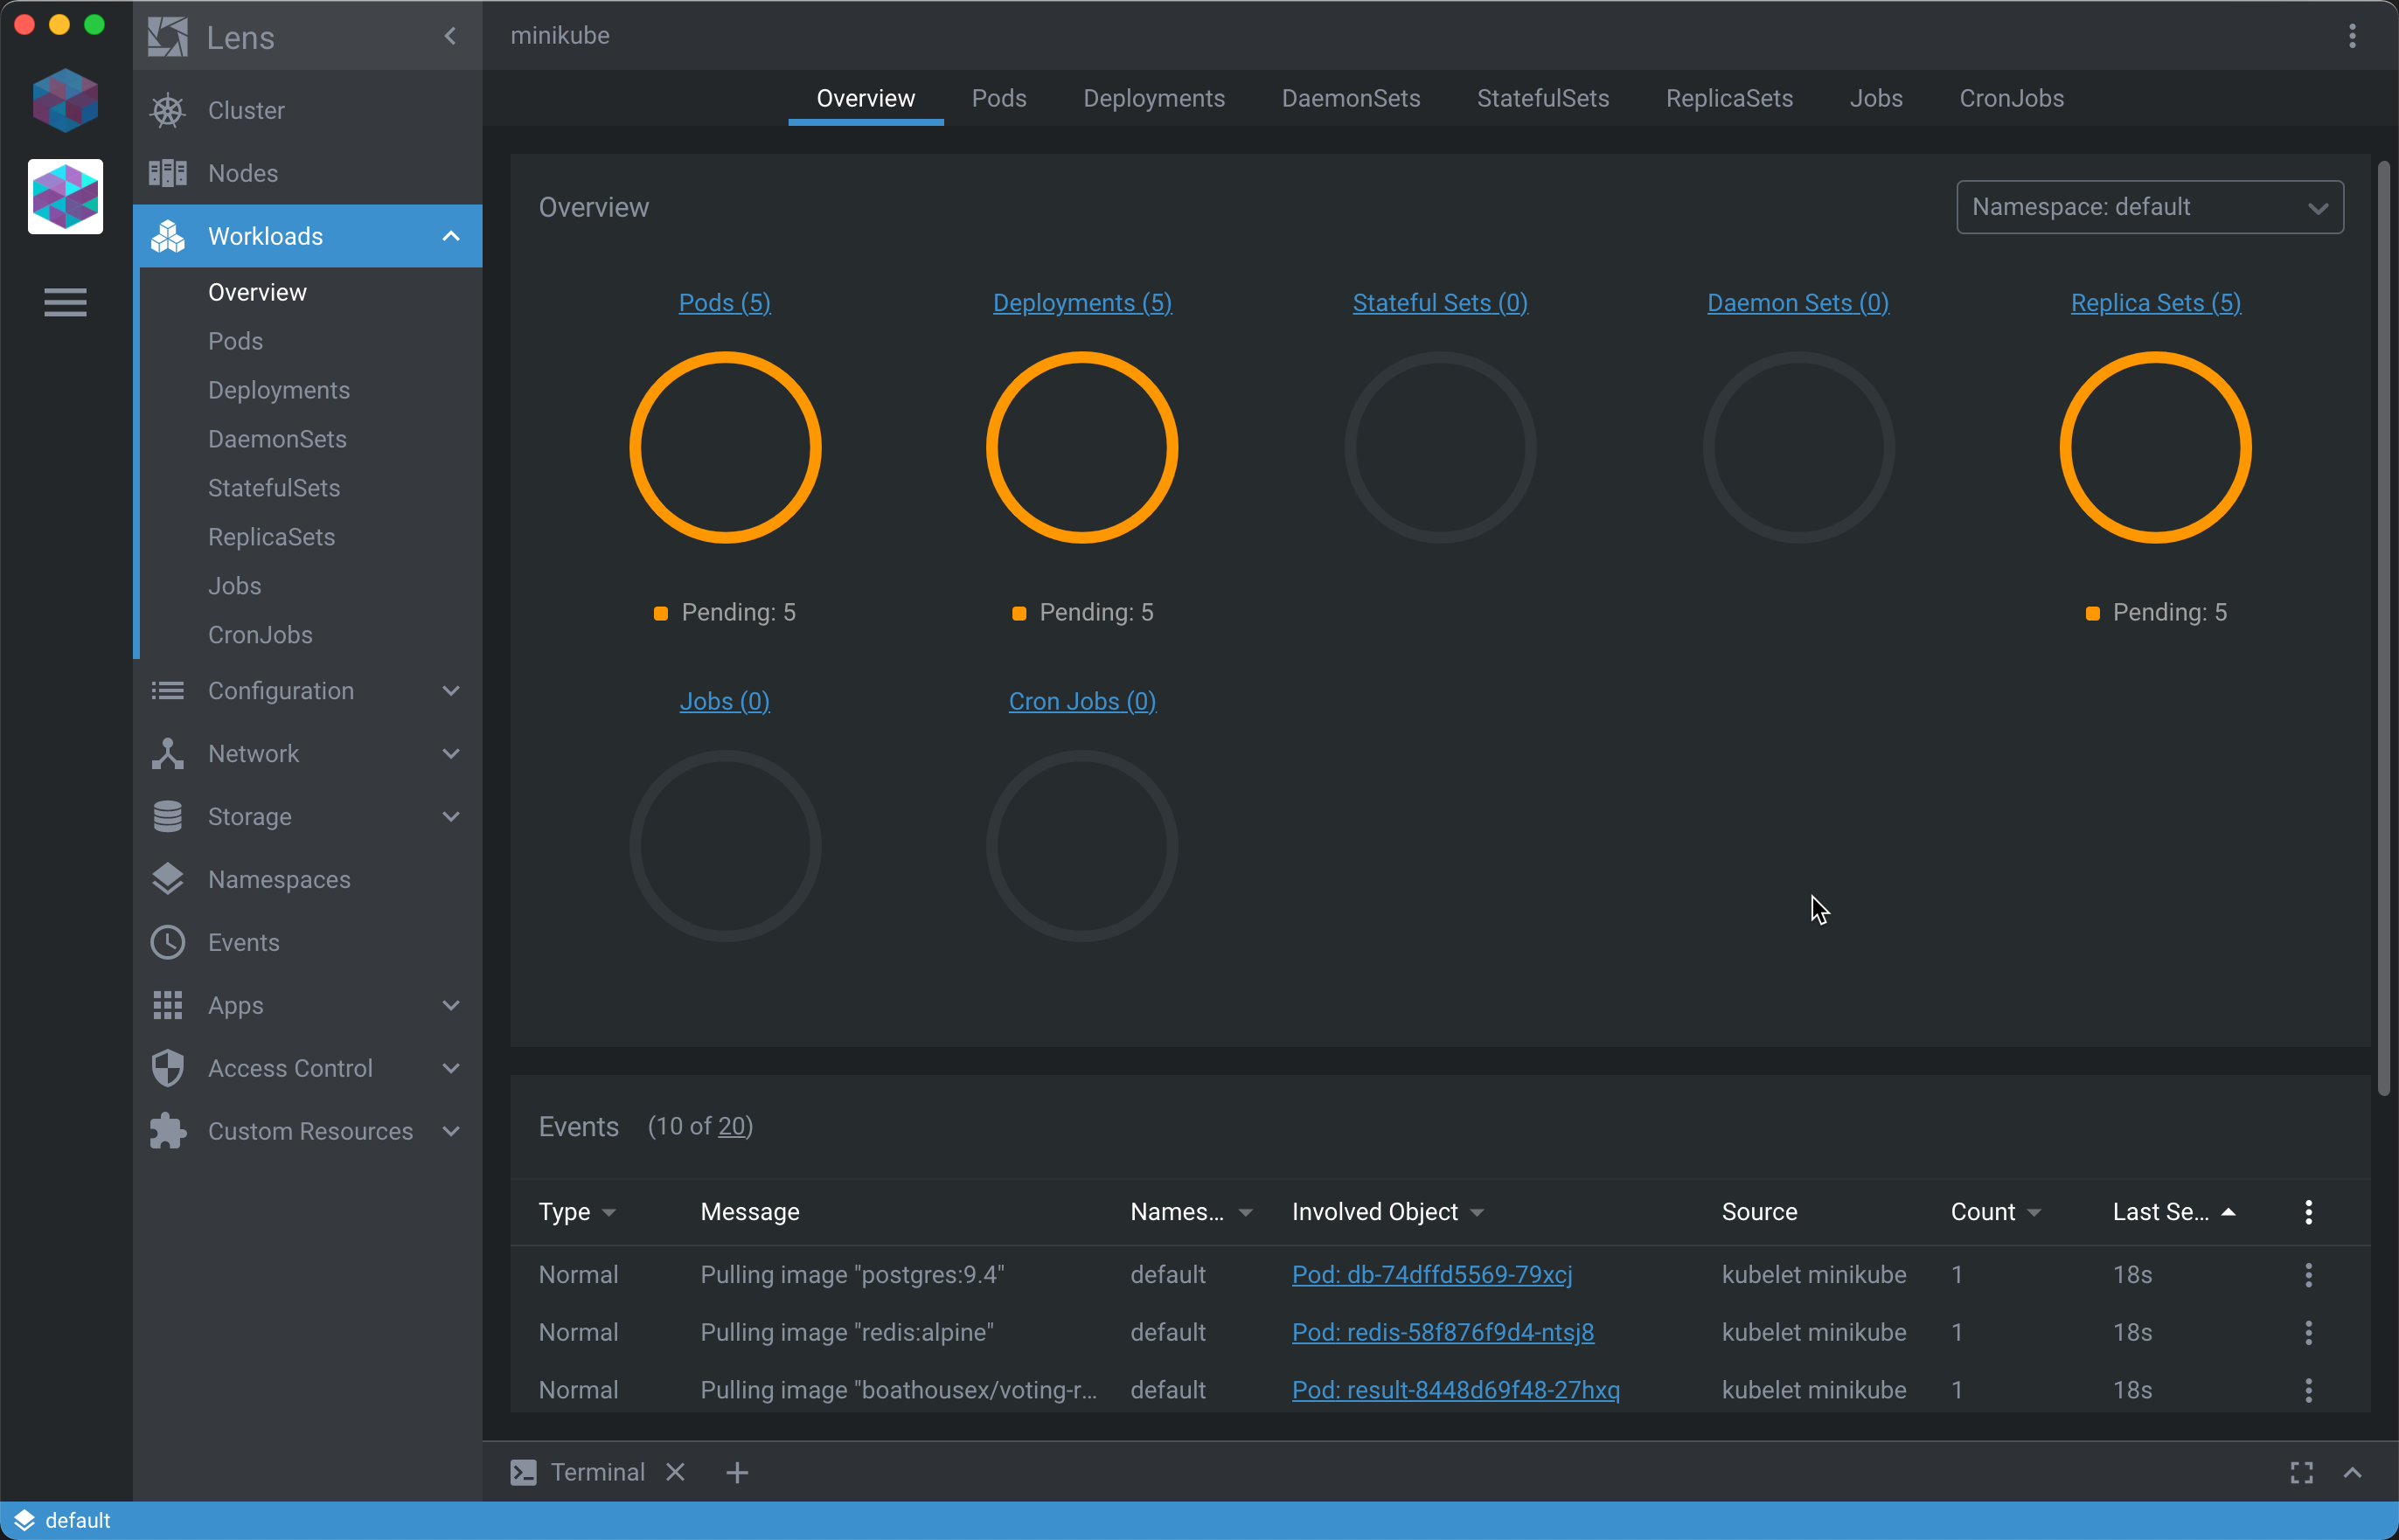 Lens
minikube
Cluster
Nodes
Workloads
Overview
Pods
Deployments
DaemonSets
StatefulSets
ReplicaSets
Jobs
CronJobs
Configuration
Network
Storage
Namespaces
Events
Apps
Access Control
Custom Resources
Overview Pods Deployments DaemonSets StatefulSets ReplicaSets Jobs CronJobs
Overview
Namespace: default
Pods (5) Deployments (5) Stateful Sets (0) Daemon Sets (0) Replica Sets (5)
Pending: 5 Pending: 5 Pending: 5
Jobs (0) Cron Jobs (0)
Events (10 of 20)
Type Message Names... Involved Object Source Count Last Se...
Normal Pulling image "postgres:9.4" default Pod: db-74dffd5569-79xcj kubelet minikube 1 18s
Normal Pulling image "redis:alpine" default Pod: redis-58f876f9d4-ntsj8 kubelet minikube 1 18s
Normal Pulling image "boathousex/voting-r... default Pod: result-8448d69f48-27hxq kubelet minikube 1 18s
Terminal
default